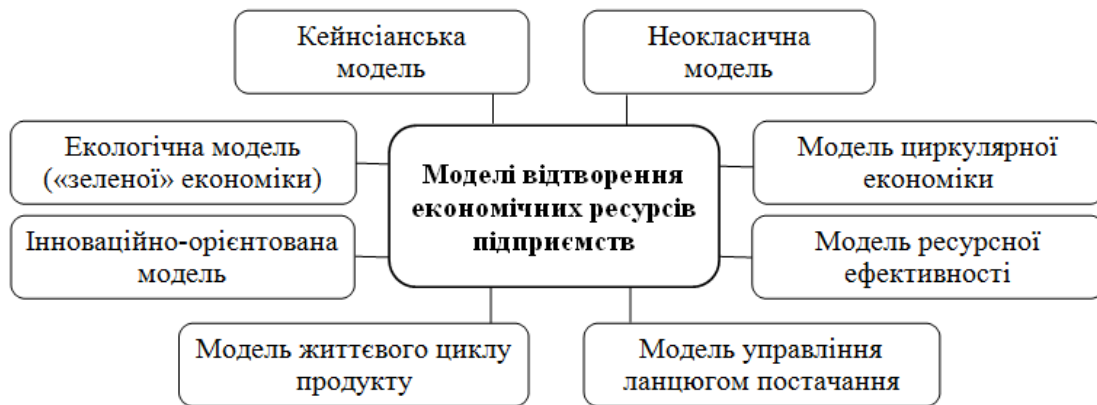 Кейнсіанська
модель
Неокласична
модель
Екологічна модель
(«зеленої» економіки)
Моделі відтворення
економічних ресурсів
підприємств
Модель циркулярної
економіки
Інноваційно-орієнтована
модель
Модель ресурсної
ефективності
Модель життєвого циклу
продукту
Модель управління
ланцюгом постачання